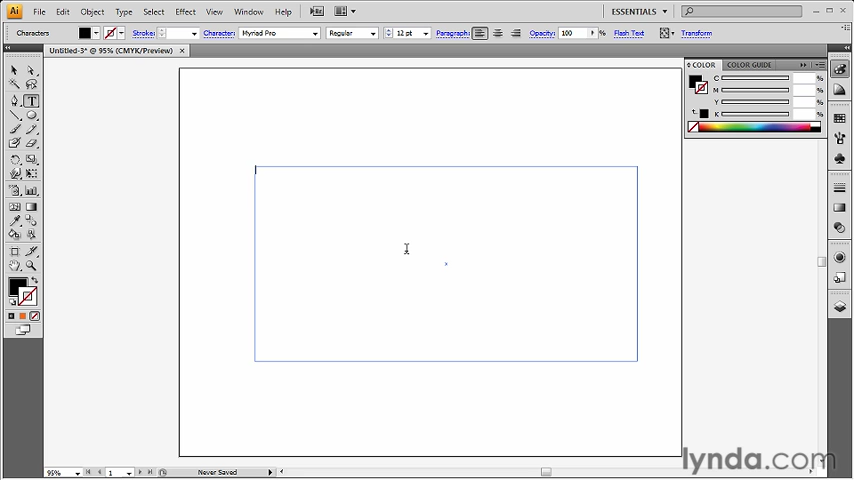 Ai File Edit Object Type Select Effect View Window Help Br ESSENTIALS
Characters Stroke: Character: Myriad Pro Regular 12 pt Paragraph: Opacity: 100 % Flash Text Transform
Untitled-3* @ 95% (CMYK/Preview) ×
COLOR COLOR GUIDE
C %
M %
Y %
K %
T
95% 1 Never Saved
lynda.com